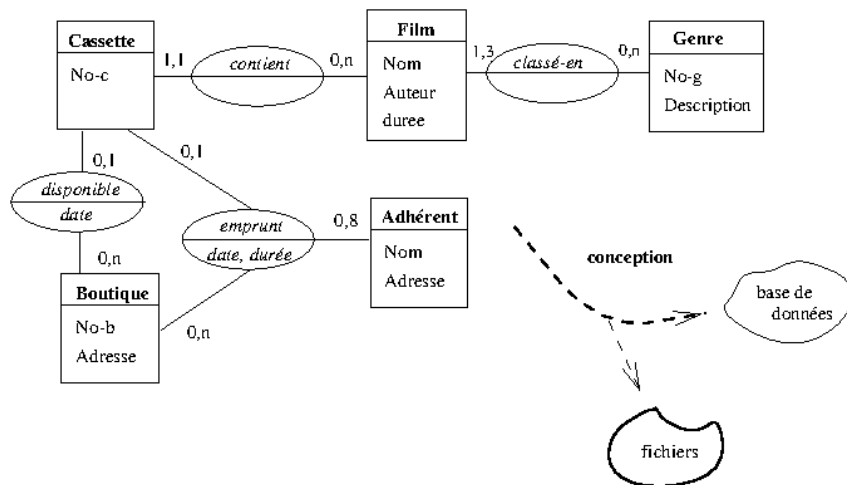 Cassette
No-c
1,1
contient
0,n
Film
Nom
Auteur
duree
1,3
classé-en
0,n
Genre
No-g
Description
0,1
disponible
date
0,n
0,1
emprunt
date, durée
0,8
0,n
Adhérent
Nom
Adresse
Boutique
No-b
Adresse
conception
base de
données
fichiers